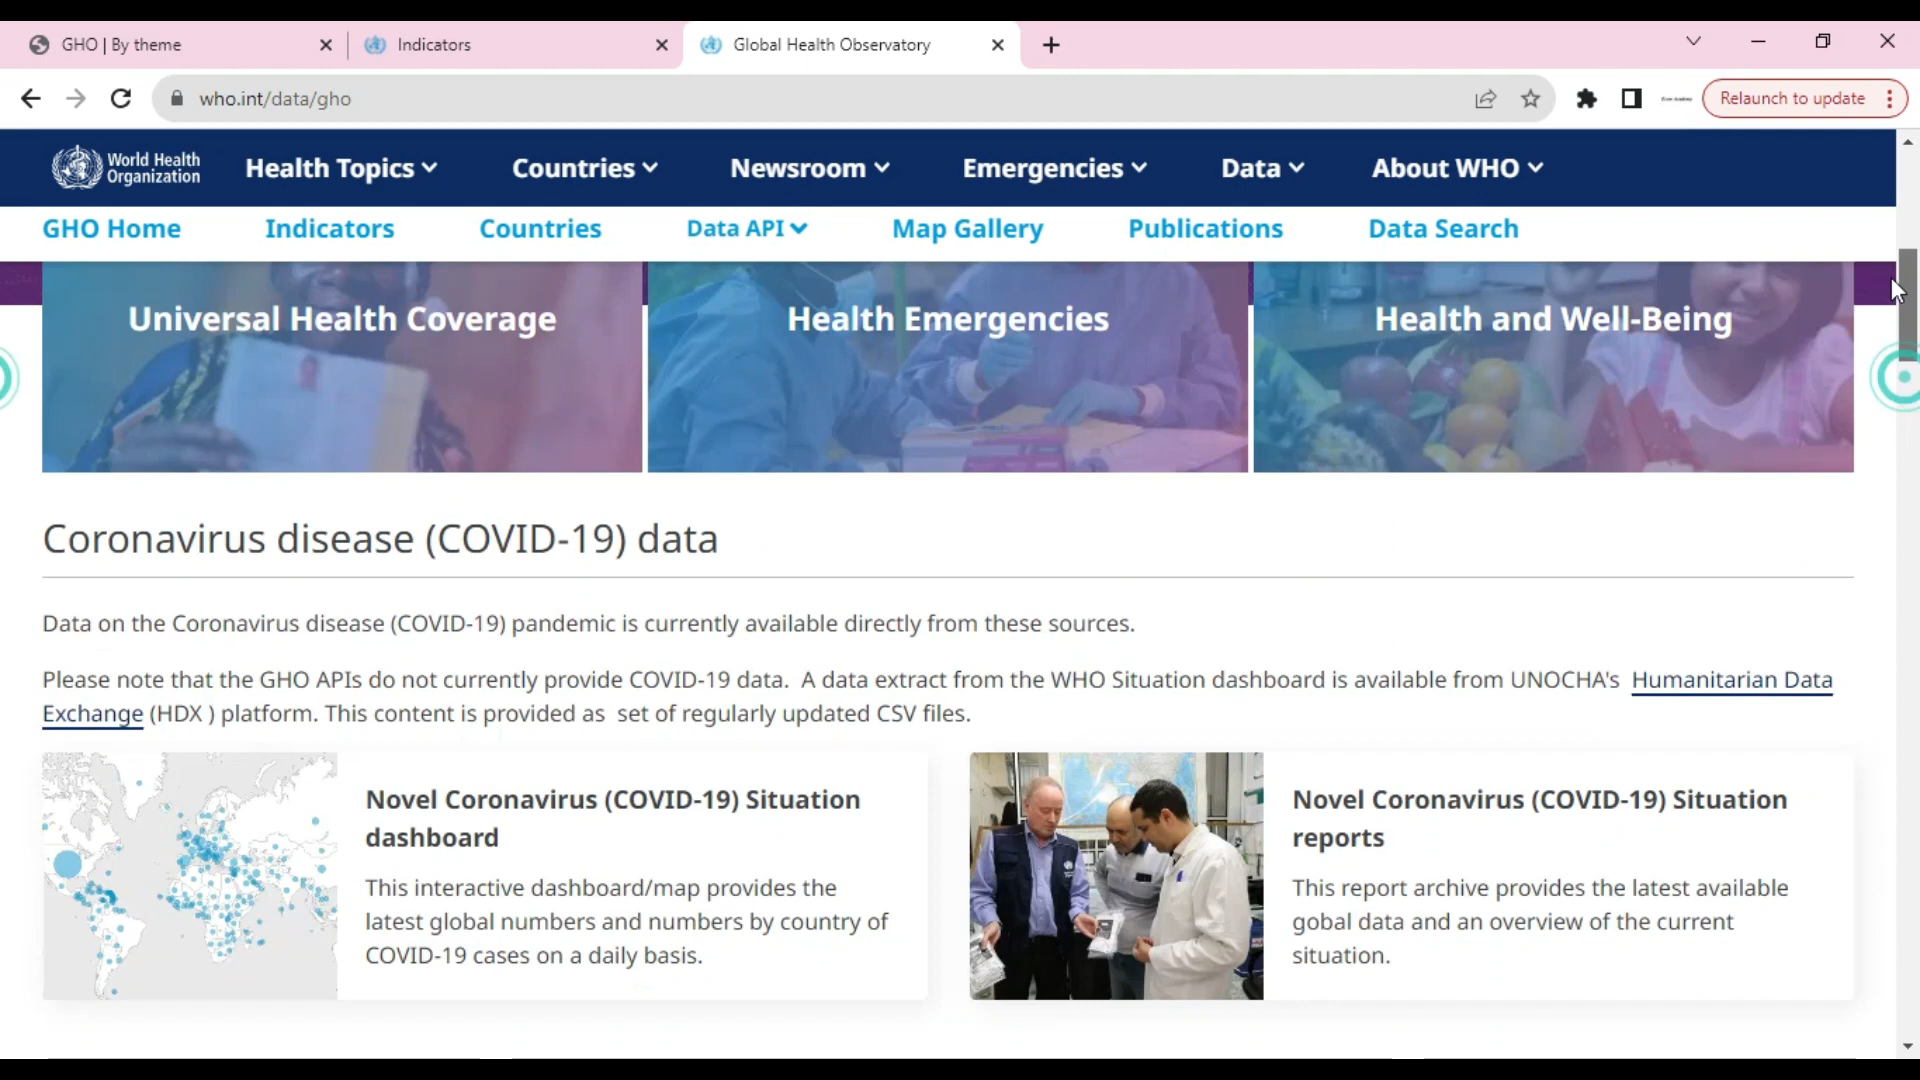 GHO | By theme
Indicators
Global Health Observatory
who.int/data/gho
Relaunch to update
World Health
Organization
Health Topics
Countries
Newsroom
Emergencies
Data
About WHO
GHO Home
Indicators
Countries
Data API
Map Gallery
Publications
Data Search
Universal Health Coverage
Health Emergencies
Health and Well-Being
Coronavirus disease (COVID-19) data
Data on the Coronavirus disease (COVID-19) pandemic is currently available directly from these sources.
Please note that the GHO APIs do not currently provide COVID-19 data. A data extract from the WHO Situation dashboard is available from UNOCHA's Humanitarian Data
Exchange (HDX ) platform. This content is provided as set of regularly updated CSV files.
Novel Coronavirus (COVID-19) Situation
dashboard
This interactive dashboard/map provides the
latest global numbers and numbers by country of
COVID-19 cases on a daily basis.
Novel Coronavirus (COVID-19) Situation
reports
This report archive provides the latest available
gobal data and an overview of the current
situation.